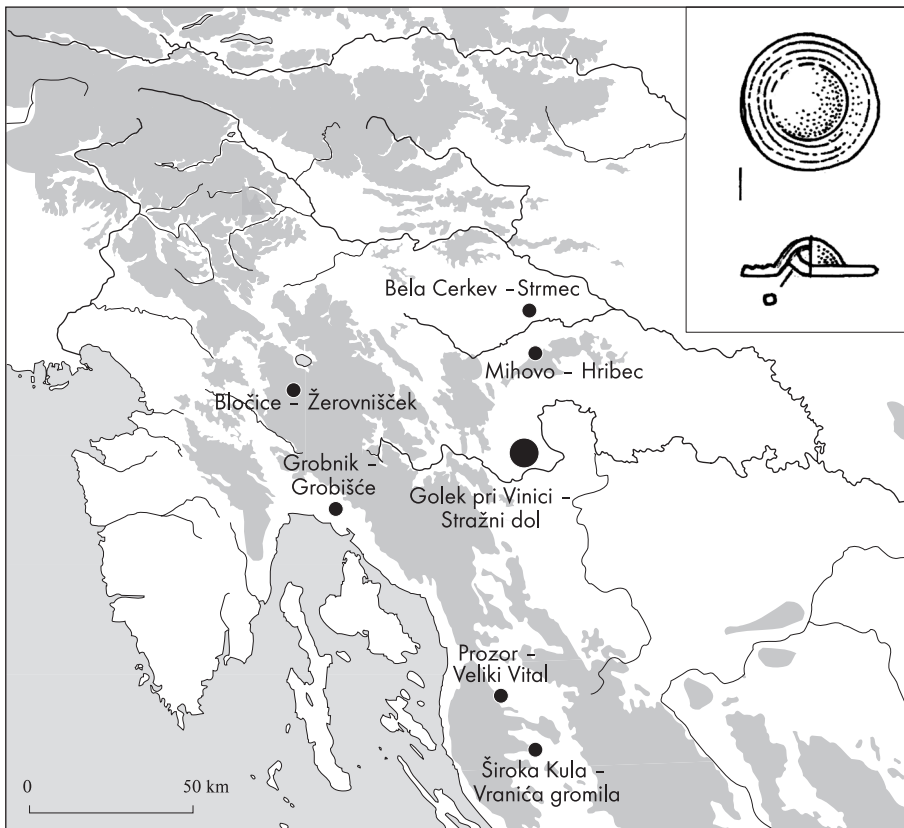 Bela Cerkev – Strmec
Mihovo – Hribec
Bločice – Žerovnišček
Grobnik –
Grobišće
Golek pri Vinici –
Stražni dol
Prozor –
Veliki Vital
Široka Kula –
Vranića gromila
0 50 km